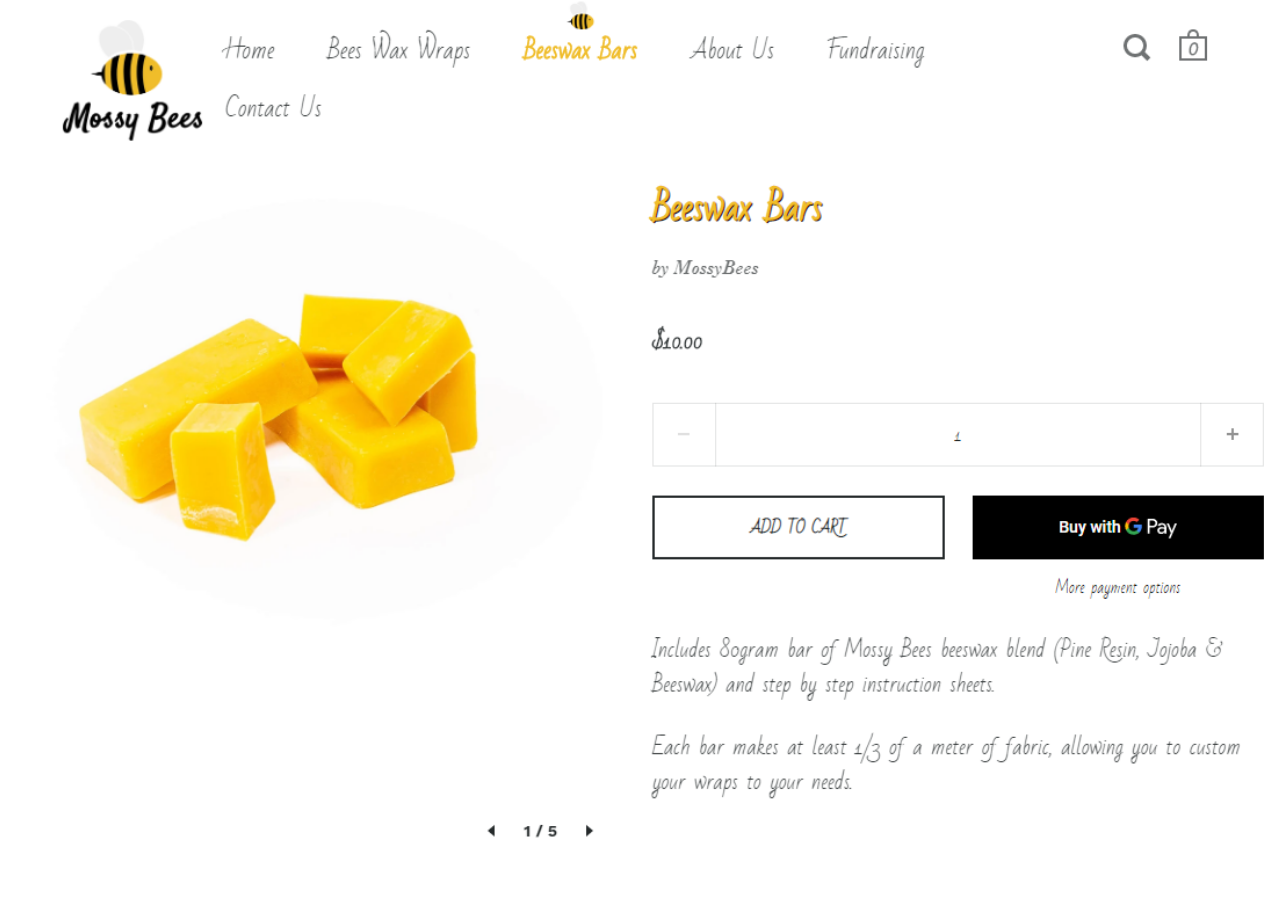 Mossy Bees
Home Bees Wax Wraps Beeswax Bars About Us Fundraising
0
Contact Us
Beeswax Bars
by MossyBees
$10.00
1
ADD TO CART
Buy with G Pay
More payment options
Includes 80gram bar of Mossy Bees beeswax blend (Pine Resin, Jojoba &
Beeswax) and step by step instruction sheets.
Each bar makes at least 1/3 of a meter of fabric, allowing you to custom
your wraps to your needs.
1 / 5